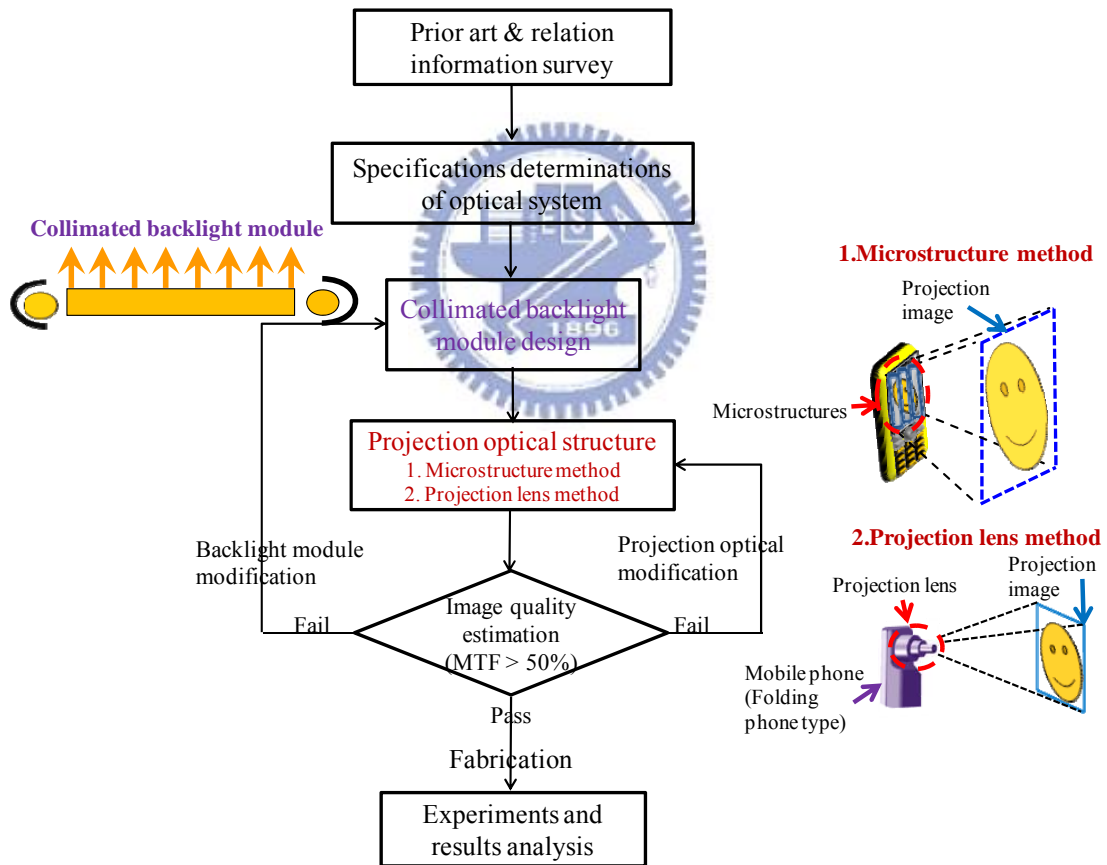 Prior art & relation
information survey
Specifications determinations
of optical system
Collimated backlight module
Collimated backlight
module design
1896
Projection optical structure
1. Microstructure method
2. Projection lens method
Backlight module
modification
Projection optical
modification
Image quality
estimation
(MTF > 50%)
Fail
Fail
Pass
Fabrication
Experiments and
results analysis
1.Microstructure method
Projection
image
Microstructures
2.Projection lens method
Projection lens
Projection
image
Mobile phone
(Folding
phone type)